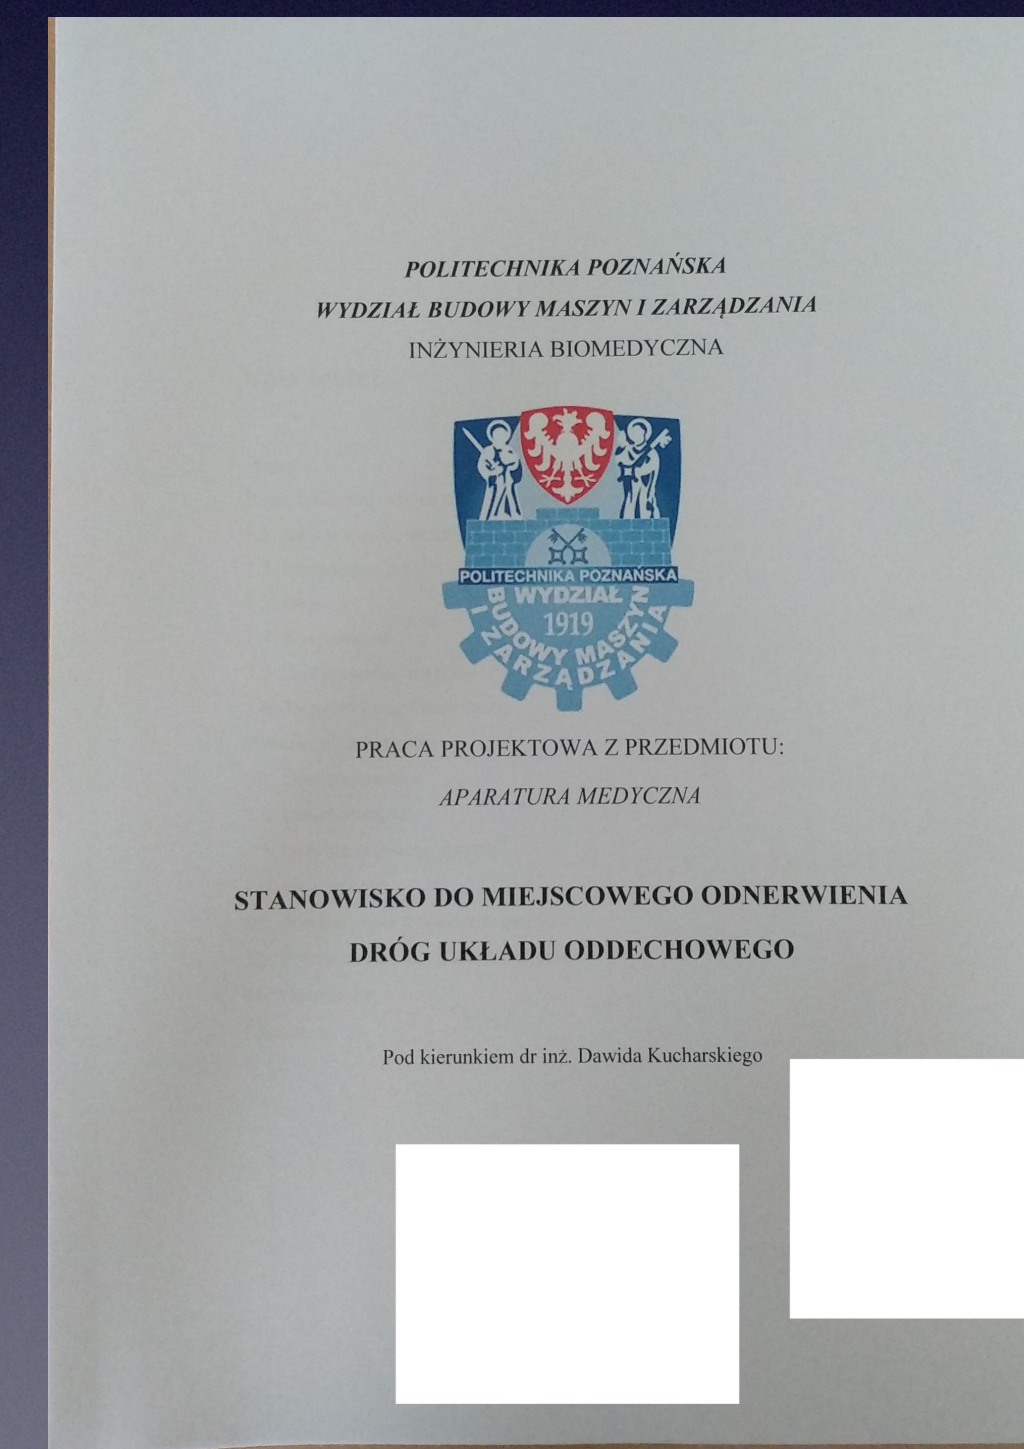 POLITECHNIKA POZNAŃSKA
WYDZIAŁ BUDOWY MASZYN I ZARZĄDZANIA
INŻYNIERIA BIOMEDYCZNA
POLITECHNIKA POZNAŃSKA
WYDZIAŁ
1919
BUDOWY MASZYN
I ZARZĄDZANIA
PRACA PROJEKTOWA Z PRZEDMIOTU:
APARATURA MEDYCZNA
STANOWISKO DO MIEJSCOWEGO ODNERWIENIA
DRÓG UKŁADU ODDECHOWEGO
Pod kierunkiem dr inż. Dawida Kucharskiego